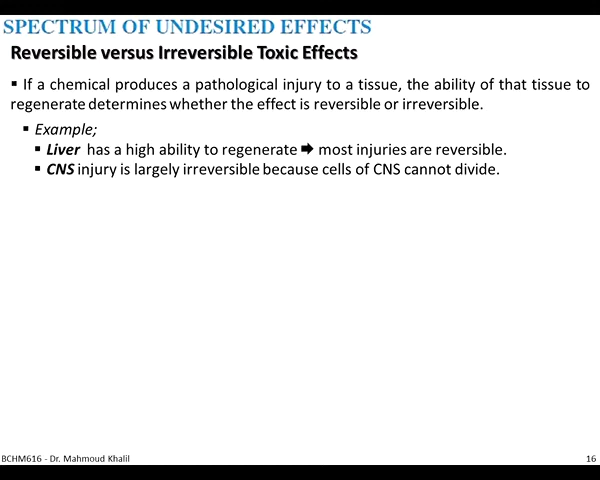 SPECTRUM OF UNDESIRED EFFECTS
Reversible versus Irreversible Toxic Effects
▪ If a chemical produces a pathological injury to a tissue, the ability of that tissue to
regenerate determines whether the effect is reversible or irreversible.
▪ Example;
▪ Liver has a high ability to regenerate 🡆 most injuries are reversible.
▪ CNS injury is largely irreversible because cells of CNS cannot divide.
BCHM616 - Dr. Mahmoud Khalil
16